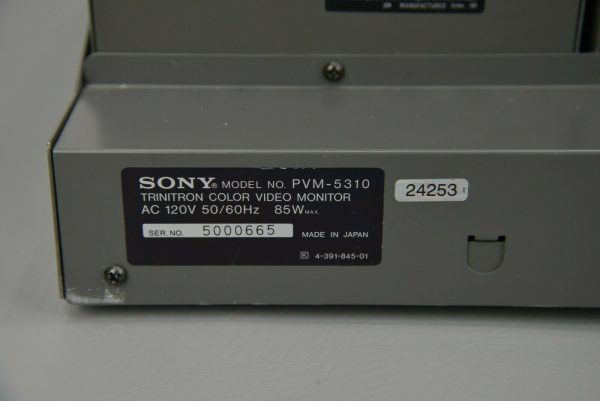 MANUFACTURED
SONY® MODEL NO. PVM-5310
TRINITRON COLOR VIDEO MONITOR
AC 120V 50/60Hz 85W MAX.
SER. NO. 5000665 MADE IN JAPAN
K 4-391-845-01
24253